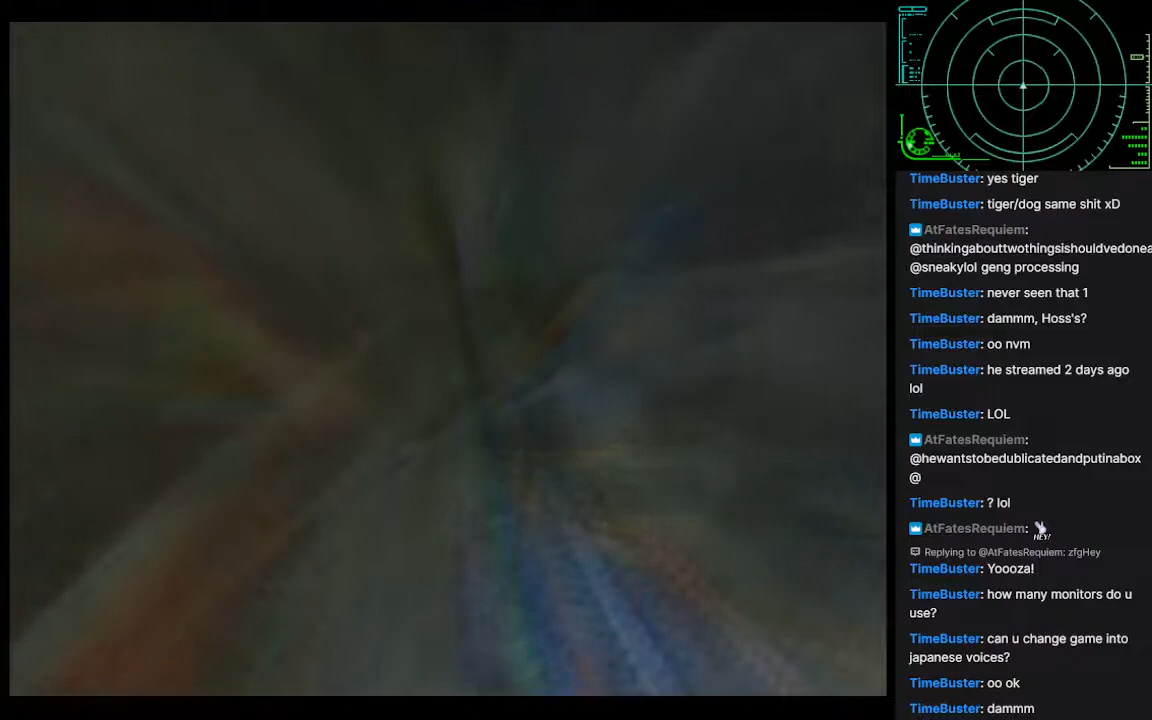 TimeBuster: yes tiger
TimeBuster: tiger/dog same shit xD
AtFatesRequiem:
@thinkingabouttwothingsishouldvedonea
@sneakylol geng processing
TimeBuster: never seen that 1
TimeBuster: dammm, Hoss's?
TimeBuster: oo nvm
TimeBuster: he streamed 2 days ago
lol
TimeBuster: LOL
AtFatesRequiem:
@hewantstobedublicatedandputinabox
@
TimeBuster: ? lol
AtFatesRequiem: HEY!
Replying to @AtFatesRequiem: zfgHey
TimeBuster: Yoooza!
TimeBuster: how many monitors do u
use?
TimeBuster: can u change game into
japanese voices?
TimeBuster: oo ok
TimeBuster: dammm